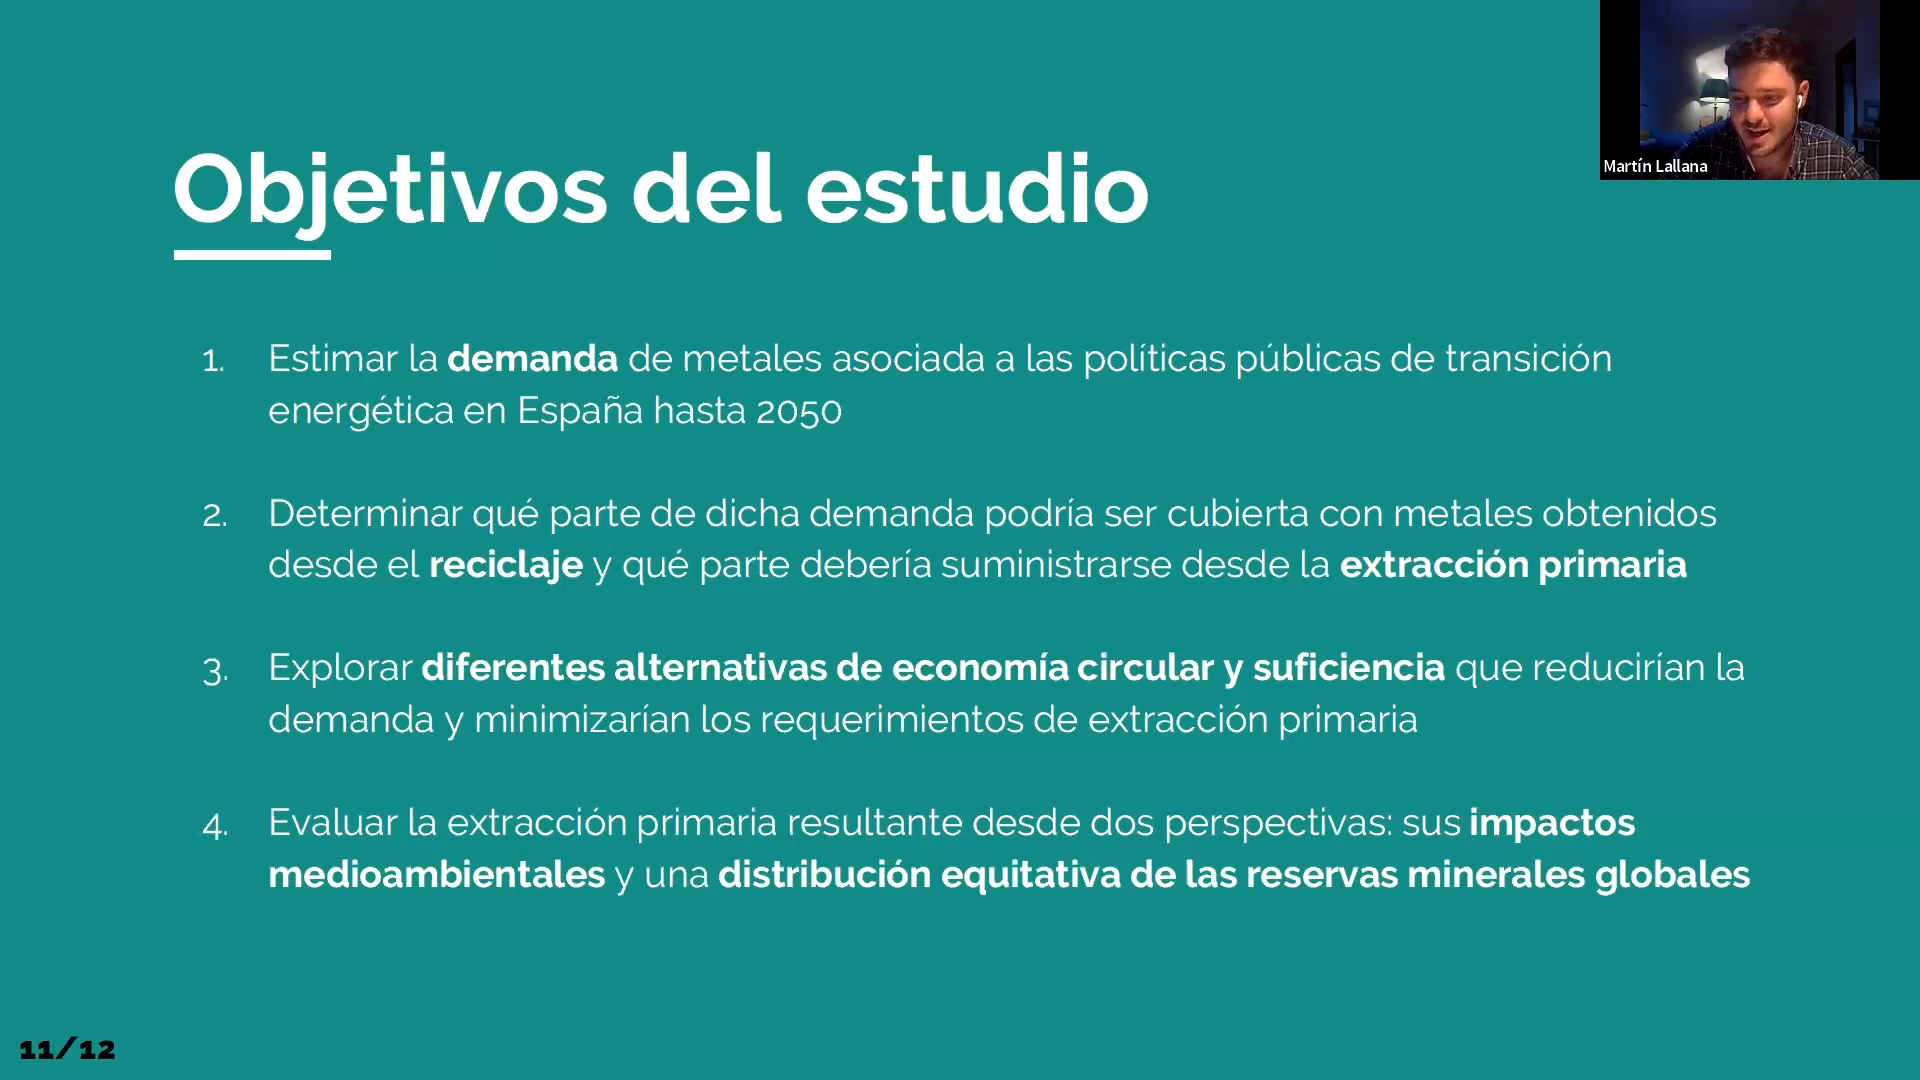 Martín Lallana
Objetivos del estudio
1. Estimar la demanda de metales asociada a las políticas públicas de transición
energética en España hasta 2050
2. Determinar qué parte de dicha demanda podría ser cubierta con metales obtenidos
desde el reciclaje y qué parte debería suministrarse desde la extracción primaria
3. Explorar diferentes alternativas de economía circular y suficiencia que reducirían la
demanda y minimizarían los requerimientos de extracción primaria
4. Evaluar la extracción primaria resultante desde dos perspectivas: sus impactos
medioambientales y una distribución equitativa de las reservas minerales globales
11/12